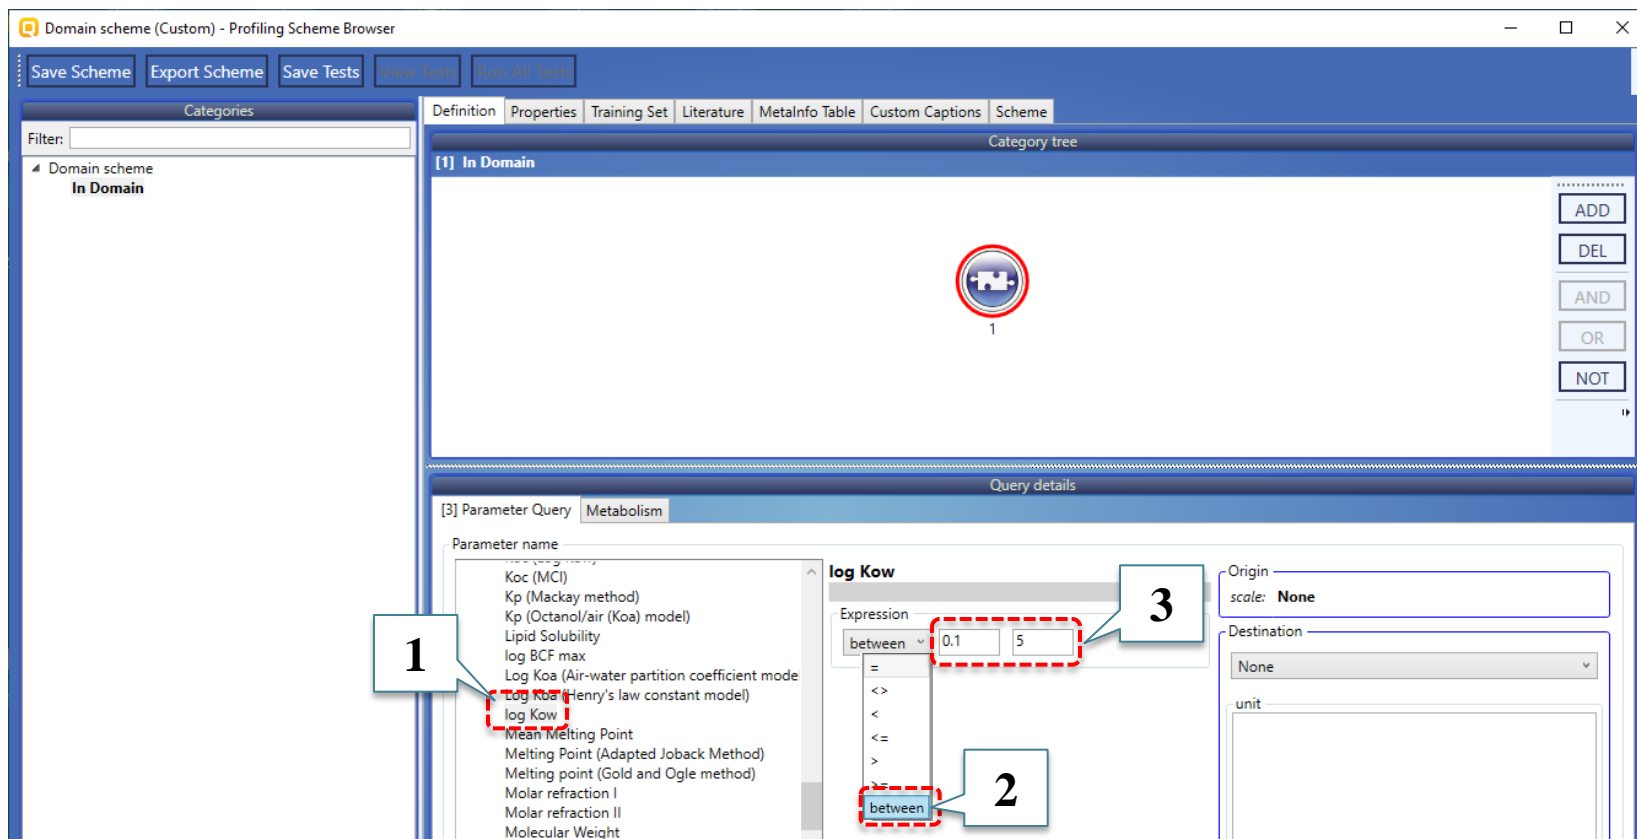 Domain scheme (Custom) - Profiling Scheme Browser
Save Scheme Export Scheme Save Tests View Tests Run All Tests
Categories
Filter:
Domain scheme
In Domain
Definition Properties Training Set Literature MetaInfo Table Custom Captions Scheme
Category tree
[1] In Domain
1
ADD
DEL
AND
OR
NOT
Query details
[3] Parameter Query Metabolism
Parameter name
Koc (MCI)
Kp (Mackay method)
Kp (Octanol/air (Koa) model)
Lipid Solubility
log BCF max
Log Koa (Air-water partition coefficient mode
Log Koa (Henry's law constant model)
log Kow
Mean Melting Point
Melting Point (Adapted Joback Method)
Melting point (Gold and Ogle method)
Molar refraction I
Molar refraction II
Molecular Weight
1
log Kow
Expression
between 0.1 5
=
<>
<
<=
>
>=
between
2
3
Origin
scale: None
Destination
None
unit